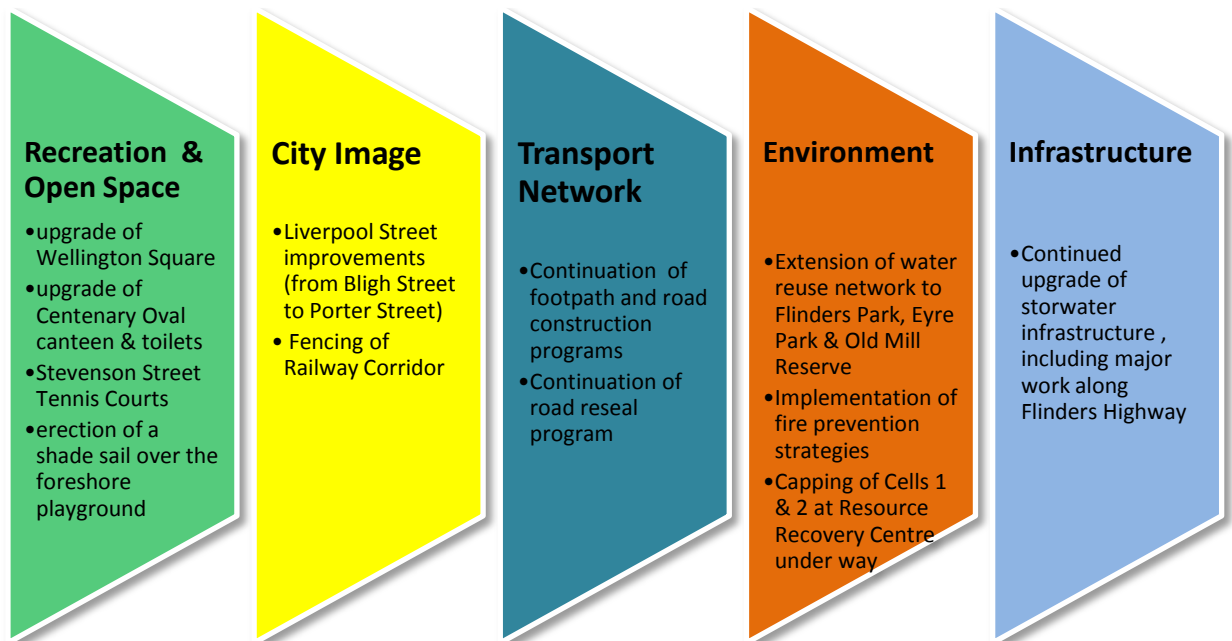 Recreation &
Open Space
•upgrade of
Wellington Square
•upgrade of
Centenary Oval
canteen & toilets
•Stevenson Street
Tennis Courts
•erection of a
shade sail over the
foreshore
playground
City Image
•Liverpool Street
improvements
(from Bligh Street
to Porter Street)
• Fencing of
Railway Corridor
Transport
Network
•Continuation of
footpath and road
construction
programs
•Continuation of
road reseal
program
Environment
•Extension of water
reuse network to
Flinders Park, Eyre
Park & Old Mill
Reserve
•Implementation of
fire prevention
strategies
•Capping of Cells 1
& 2 at Resource
Recovery Centre
under way
Infrastructure
•Continued
upgrade of
storwater
infrastructure ,
including major
work along
Flinders Highway